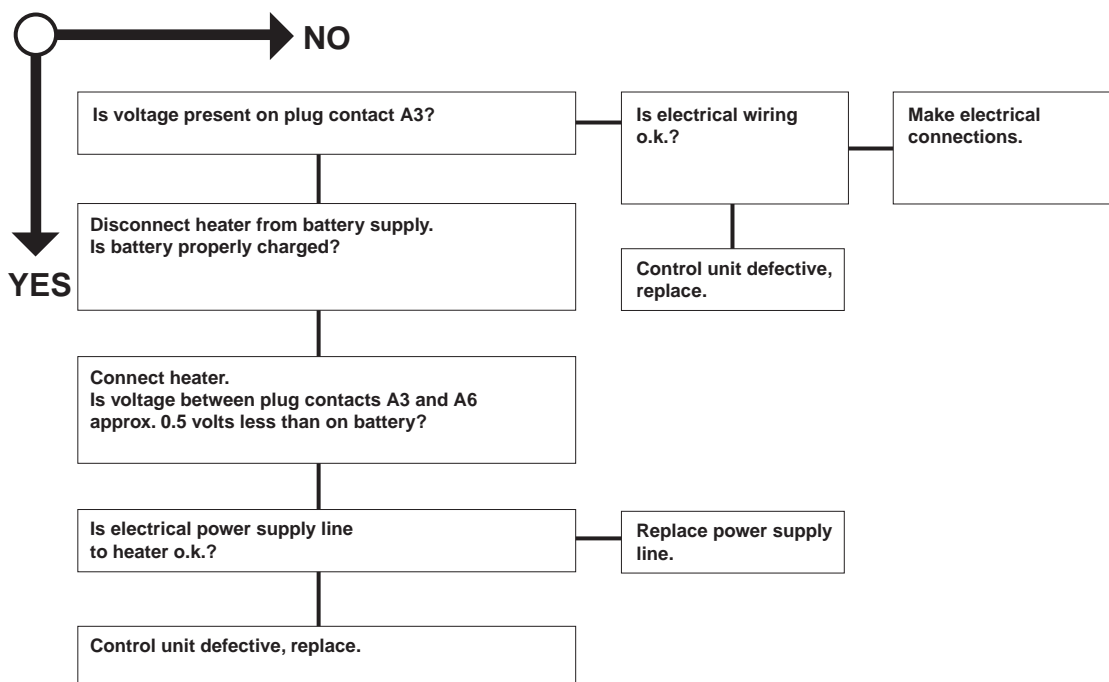 NO
YES
Is voltage present on plug contact A3?
Is electrical wiring
o.k.?
Make electrical
connections.
Disconnect heater from battery supply.
Is battery properly charged?
Control unit defective,
replace.
Connect heater.
Is voltage between plug contacts A3 and A6
approx. 0.5 volts less than on battery?
Is electrical power supply line
to heater o.k.?
Replace power supply
line.
Control unit defective, replace.